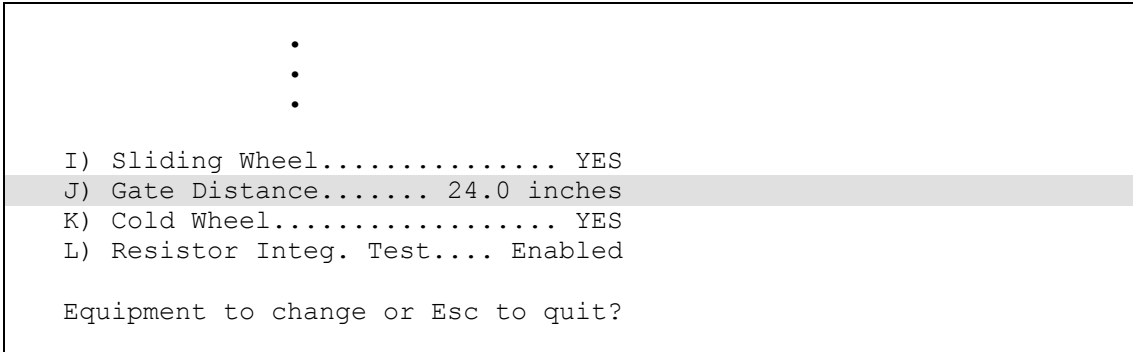 •
•
•
I) Sliding Wheel............... YES
J) Gate Distance....... 24.0 inches
K) Cold Wheel.................. YES
L) Resistor Integ. Test.... Enabled
Equipment to change or Esc to quit?